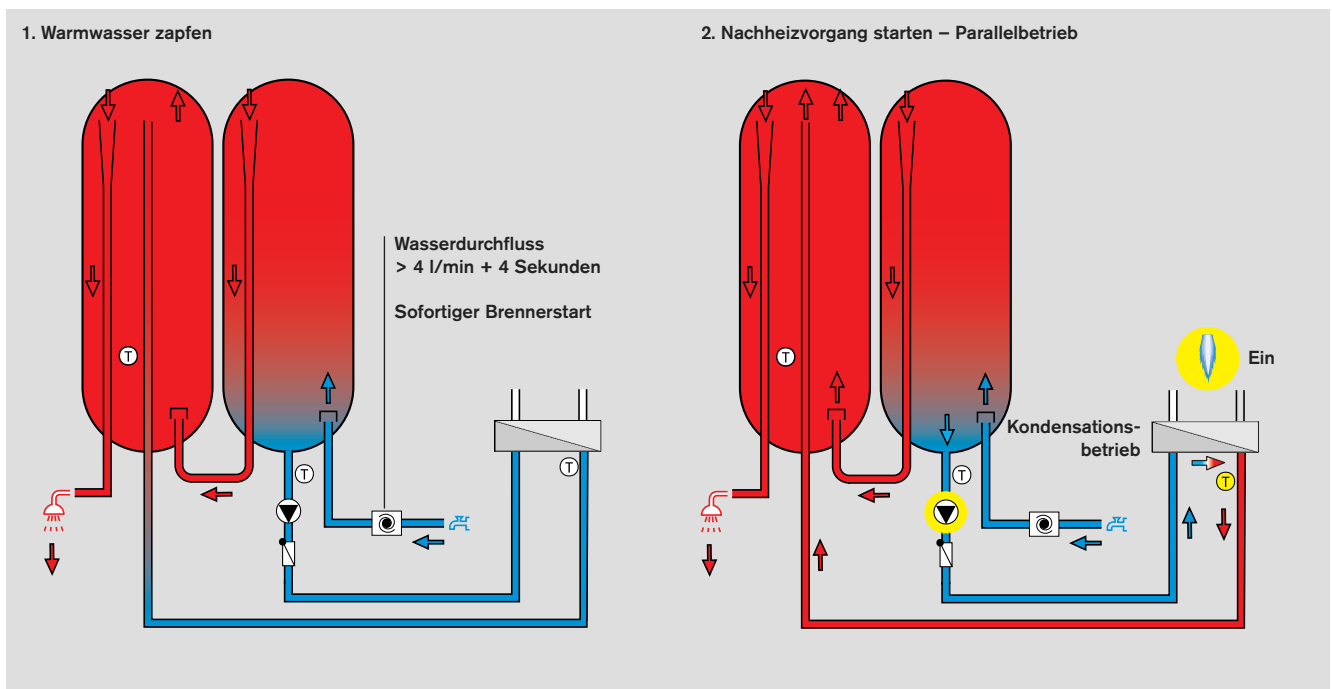 1. Warmwasser zapfen
Wasserdurchfluss
> 4 l/min + 4 Sekunden
Sofortiger Brennerstart
T
T
T
2. Nachheizvorgang starten – Parallelbetrieb
Ein
Kondensations-
betrieb
T
T
T